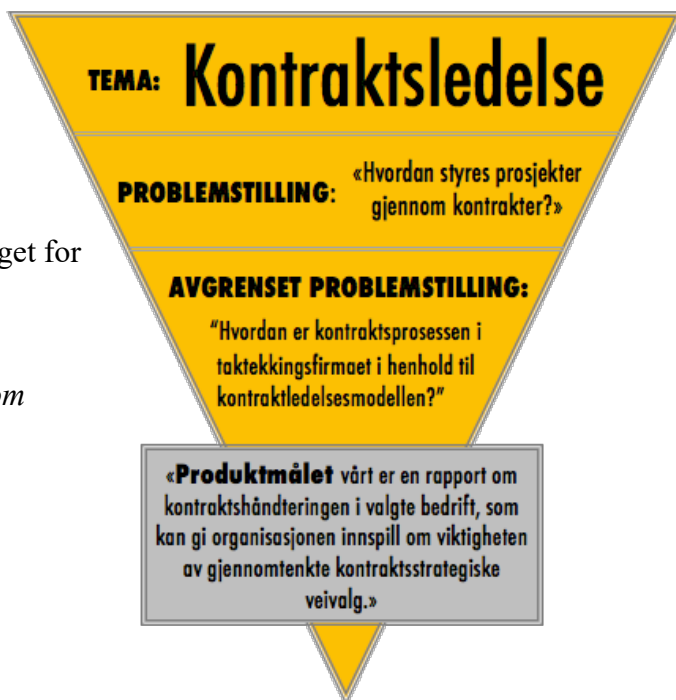 TEMA: Kontraktsledelse
PROBLEMSTILLING: «Hvordan styres prosjekter
gjennom kontrakter?»
get for
AVGRENSET PROBLEMSTILLING:
"Hvordan er kontraktsprosessen i
taktekkingsfirmaet i henhold til
kontraktledelsesmodellen?"
«Produktmålet vårt er en rapport om
kontraktshåndteringen i valgte bedrift, som
kan gi organisasjonen innspill om viktigheten
av gjennomtenkte kontraktsstrategiske
veivalg.»